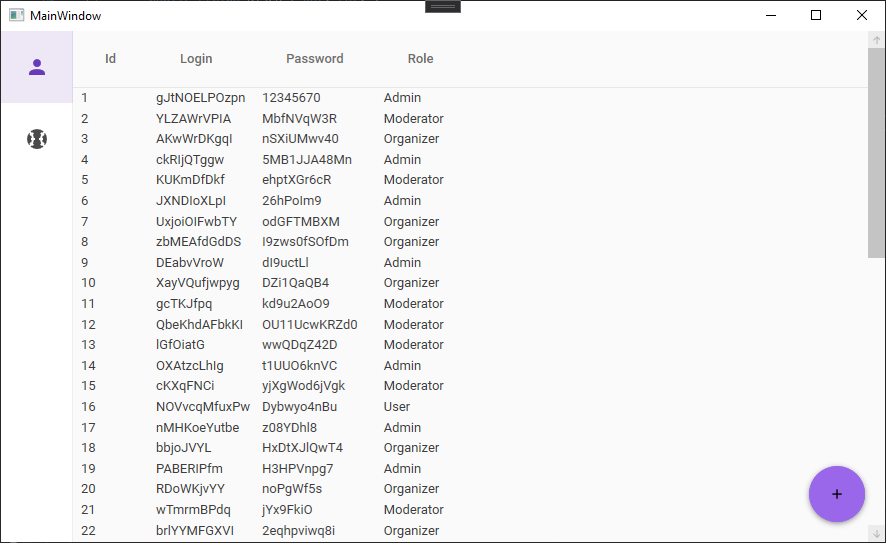 MainWindow
Id Login Password Role
1 gJtNOELPOzpn 12345670 Admin
2 YLZAWrVPIA MbfNVqW3R Moderator
3 AKwWrDKgqI nSXiUMwv40 Organizer
4 ckRIjQTggw 5MB1JJA48Mn Admin
5 KUKmDfDkf ehptXGr6cR Moderator
6 JXNDIoXLpI 26hPoIm9 Admin
7 UxjoiOIFwbTY odGFTMBXM Organizer
8 zbMEAfdGdDS I9zws0fSOfDm Organizer
9 DEabvVroW dI9uctLl Admin
10 XayVQufjwpyg DZi1QaQB4 Organizer
11 gcTKJfpq kd9u2AoO9 Moderator
12 QbeKhdAFbkKI OU11UcwKRZd0 Moderator
13 lGfOiatG wwQDqZ42D Moderator
14 OXAtzcLhIg t1UUO6knVC Admin
15 cKXqFNCi yjXgWod6jVgk Moderator
16 NOVvcqMfuxPw Dybwyo4nBu User
17 nMHKoeYutbe z08YDhl8 Admin
18 bbjoJVYL HxDtXJlQwT4 Organizer
19 PABERIPfm H3HPVnpg7 Admin
20 RDoWKjvYY noPgWf5s Organizer
21 wTmrmBPdq jYx9FkiO Moderator
22 brlYYMFGXVI 2eqhpviwq8i Organizer
+